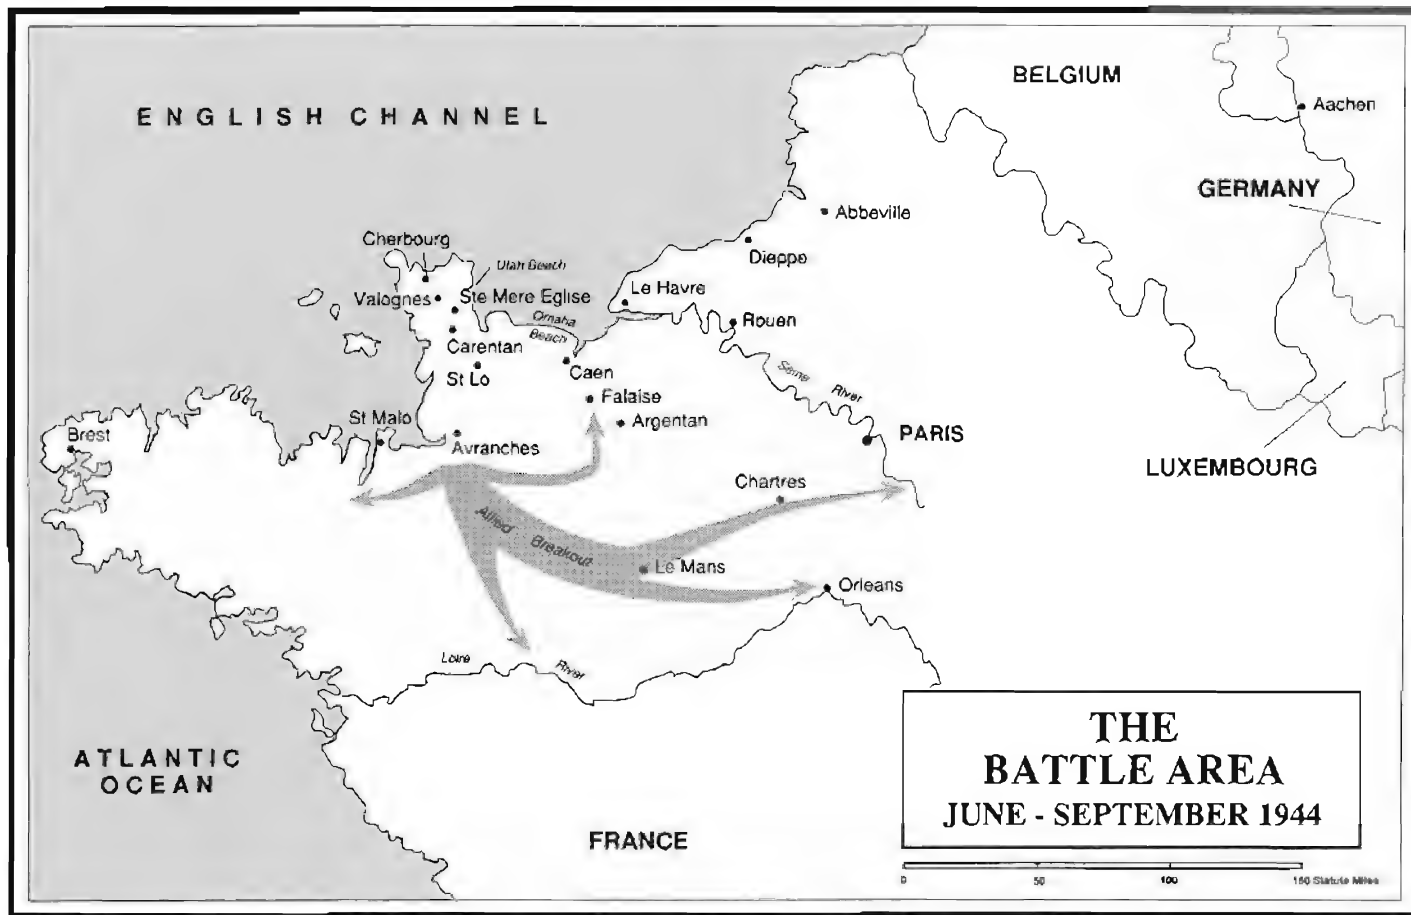 BELGIUM
ENGLISH CHANNEL
Aachen
GERMANY
Abbeville
Cherbourg
Dieppe
Utah Beach
Valognes
Ste Mere Eglise
Le Havre
Omaha
Beach
Rouen
Carentan
Caen
St Lo
Seine River
Falaise
St Malo
Argentan
Brest
PARIS
Avranches
LUXEMBOURG
Chartres
Allied Breakout
Le Mans
Orleans
Loire River
ATLANTIC
OCEAN
FRANCE
THE
BATTLE AREA
JUNE - SEPTEMBER 1944
0 50 100 150 Statute Miles